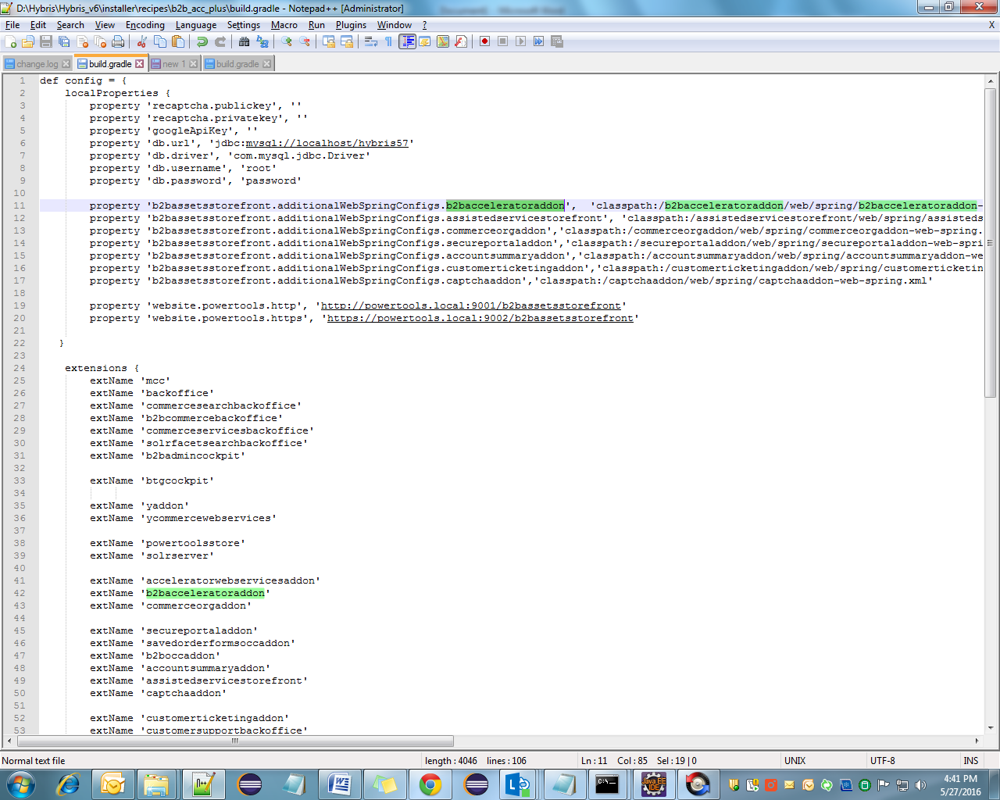 D:\Hybris\Hybris_v6\installer\recipes\b2b_acc_plus\build.gradle - Notepad++ [Administrator]
File Edit Search View Encoding Language Settings Macro Run Plugins Window ? X
change.log build.gradle new 1 build.gradle
1 def config = {
2 localProperties {
3 property 'recaptcha.publickey', ''
4 property 'recaptcha.privatekey', ''
5 property 'googleApiKey', ''
6 property 'db.url', 'jdbc:mysql://localhost/hybris57'
7 property 'db.driver', 'com.mysql.jdbc.Driver'
8 property 'db.username', 'root'
9 property 'db.password', 'password'
10
11 property 'b2bassetsstorefront.additionalWebSpringConfigs.b2bacceleratoraddon', 'classpath:/b2bacceleratoraddon/web/spring/b2bacceleratoraddon-
12 property 'b2bassetsstorefront.additionalWebSpringConfigs.assistedservicestorefront', 'classpath:/assistedservicestorefront/web/spring/assisteds
13 property 'b2bassetsstorefront.additionalWebSpringConfigs.commerceorgaddon','classpath:/commerceorgaddon/web/spring/commerceorgaddon-web-spring.
14 property 'b2bassetsstorefront.additionalWebSpringConfigs.secureportaladdon','classpath:/secureportaladdon/web/spring/secureportaladdon-web-spri
15 property 'b2bassetsstorefront.additionalWebSpringConfigs.accountsummaryaddon','classpath:/accountsummaryaddon/web/spring/accountsummaryaddon-we
16 property 'b2bassetsstorefront.additionalWebSpringConfigs.customerticketingaddon','classpath:/customerticketingaddon/web/spring/customerticketin
17 property 'b2bassetsstorefront.additionalWebSpringConfigs.captchaaddon','classpath:/captchaaddon/web/spring/captchaaddon-web-spring.xml'
18
19 property 'website.powertools.http', 'http://powertools.local:9001/b2bassetsstorefront'
20 property 'website.powertools.https', 'https://powertools.local:9002/b2bassetsstorefront'
21
22 }
23
24 extensions {
25 extName 'mcc'
26 extName 'backoffice'
27 extName 'commercesearchbackoffice'
28 extName 'b2bcommercebackoffice'
29 extName 'commerceservicesbackoffice'
30 extName 'solrfacetsearchbackoffice'
31 extName 'b2badmincockpit'
32
33 extName 'btgcockpit'
34
35 extName 'yaddon'
36 extName 'ycommercewebservices'
37
38 extName 'powertoolsstore'
39 extName 'solrserver'
40
41 extName 'acceleratorwebservicesaddon'
42 extName 'b2bacceleratoraddon'
43 extName 'commerceorgaddon'
44
45 extName 'secureportaladdon'
46 extName 'savedorderformsoccaddon'
47 extName 'b2boccaddon'
48 extName 'accountsummaryaddon'
49 extName 'assistedservicestorefront'
50 extName 'captchaaddon'
51
52 extName 'customerticketingaddon'
53 extName 'customersupportbackoffice'
Normal text file length : 4046 lines : 106 Ln : 11 Col : 85 Sel : 19 | 0 UNIX UTF-8 INS
4:41 PM
5/27/2016